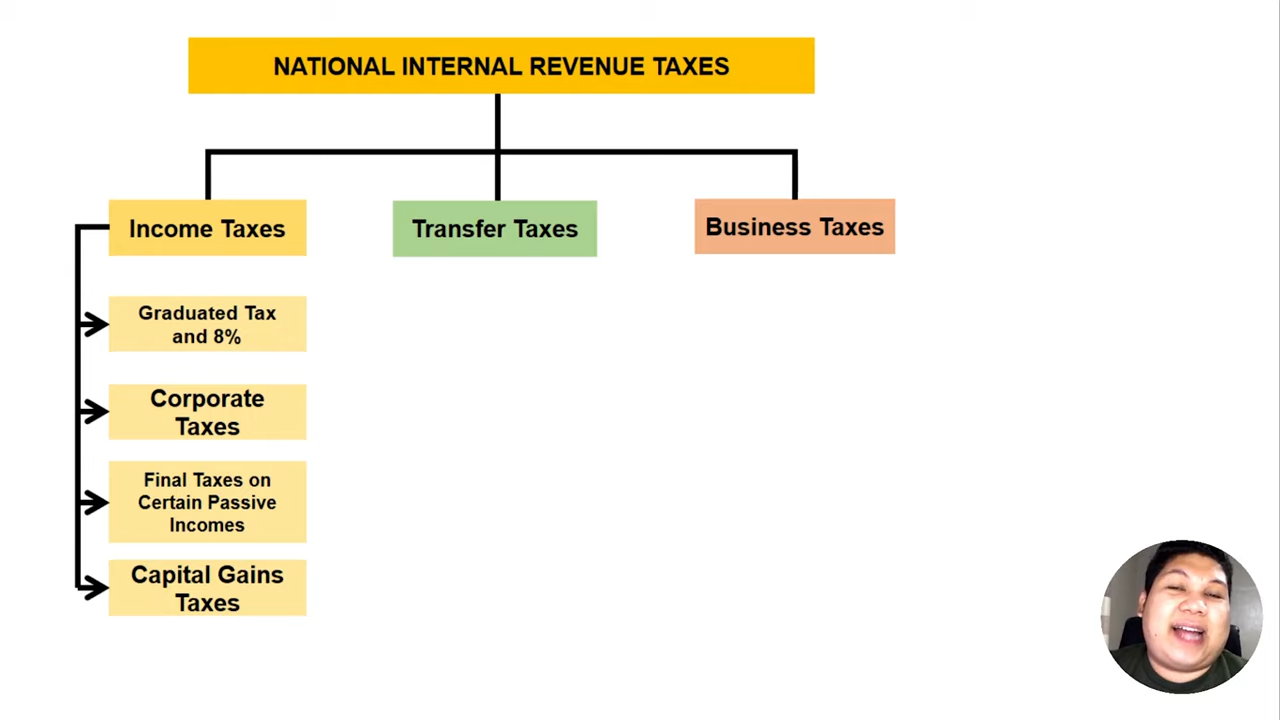 NATIONAL INTERNAL REVENUE TAXES
Income Taxes
Transfer Taxes
Business Taxes
Graduated Tax
and 8%
Corporate
Taxes
Final Taxes on
Certain Passive
Incomes
Capital Gains
Taxes